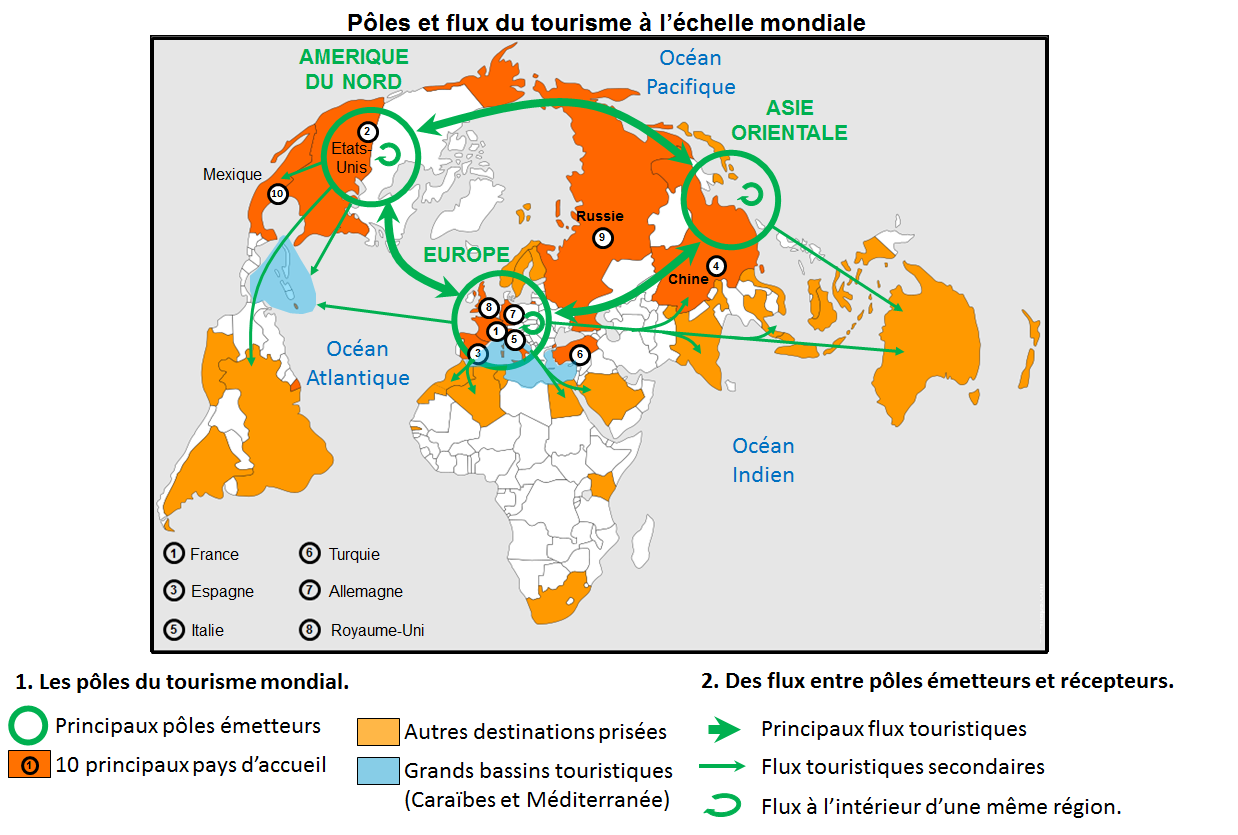 Pôles et flux du tourisme à l’échelle mondiale
AMERIQUE
DU NORD
Océan
Pacifique
ASIE
ORIENTALE
2
Etats-
Unis
Mexique
10
Russie
9
EUROPE
Chine
4
8
7
1
5
3
6
Océan
Atlantique
Océan
Indien
1 France
6 Turquie
3 Espagne
7 Allemagne
5 Italie
8 Royaume-Uni
1. Les pôles du tourisme mondial.
Principaux pôles émetteurs
1 10 principaux pays d’accueil
Autres destinations prisées
Grands bassins touristiques
(Caraïbes et Méditerranée)
2. Des flux entre pôles émetteurs et récepteurs.
Principaux flux touristiques
Flux touristiques secondaires
Flux à l’intérieur d’une même région.